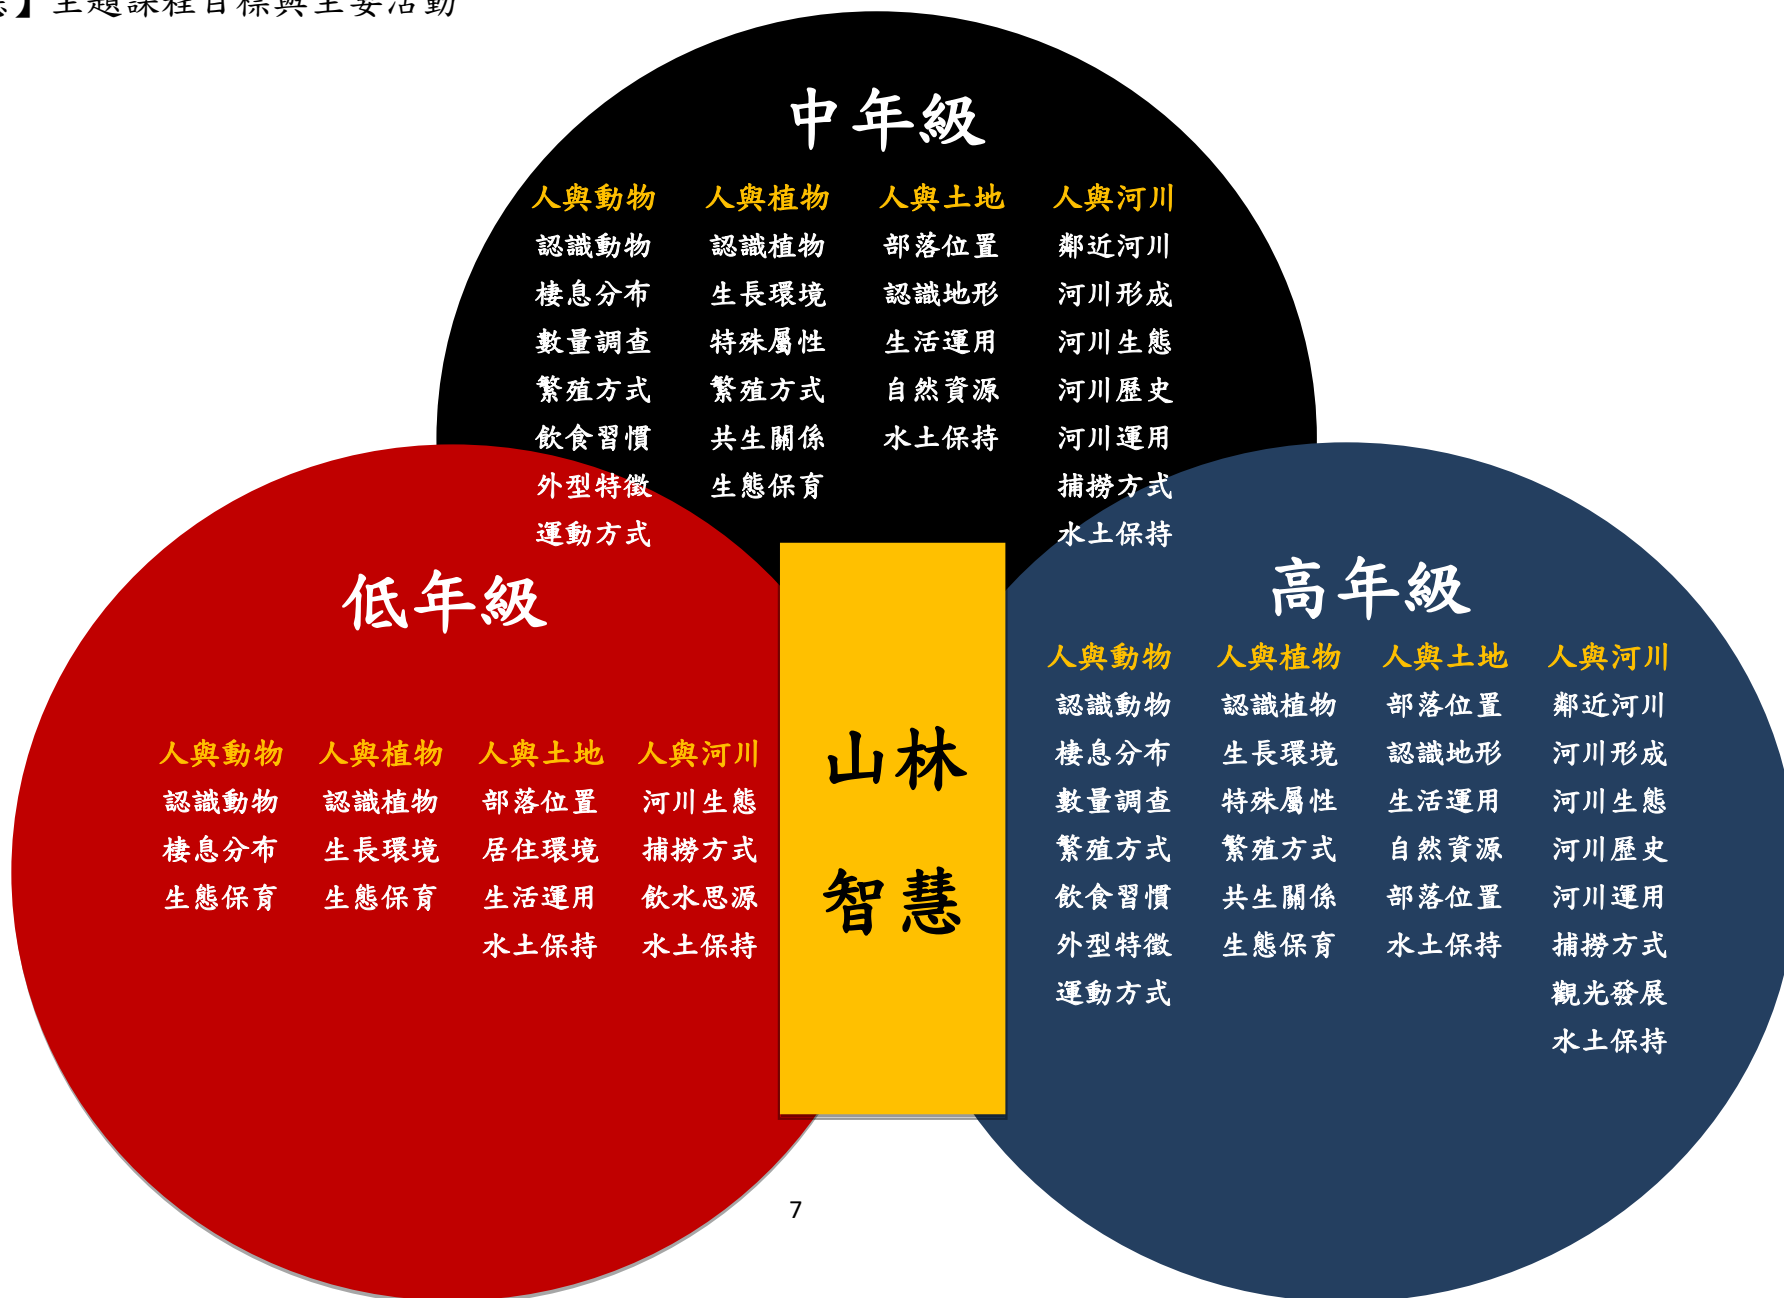 】主題課程目標與主要活動
中年級
人與動物 人與植物 人與土地 人與河川
認識動物 認識植物 部落位置 鄰近河川
棲息分布 生長環境 認識地形 河川形成
數量調查 特殊屬性 生活運用 河川生態
繁殖方式 繁殖方式 自然資源 河川歷史
飲食習慣 共生關係 水土保持 河川運用
外型特徵 生態保育 捕撈方式
運動方式 水土保持
低年級
人與動物 人與植物 人與土地 人與河川
認識動物 認識植物 部落位置 河川生態
棲息分布 生長環境 居住環境 捕撈方式
生態保育 生態保育 生活運用 飲水思源
水土保持 水土保持
山林
智慧
高年級
人與動物 人與植物 人與土地 人與河川
認識動物 認識植物 部落位置 鄰近河川
棲息分布 生長環境 認識地形 河川形成
數量調查 特殊屬性 生活運用 河川生態
繁殖方式 繁殖方式 自然資源 河川歷史
飲食習慣 共生關係 部落位置 河川運用
外型特徵 生態保育 水土保持 捕撈方式
運動方式 觀光發展
水土保持
7